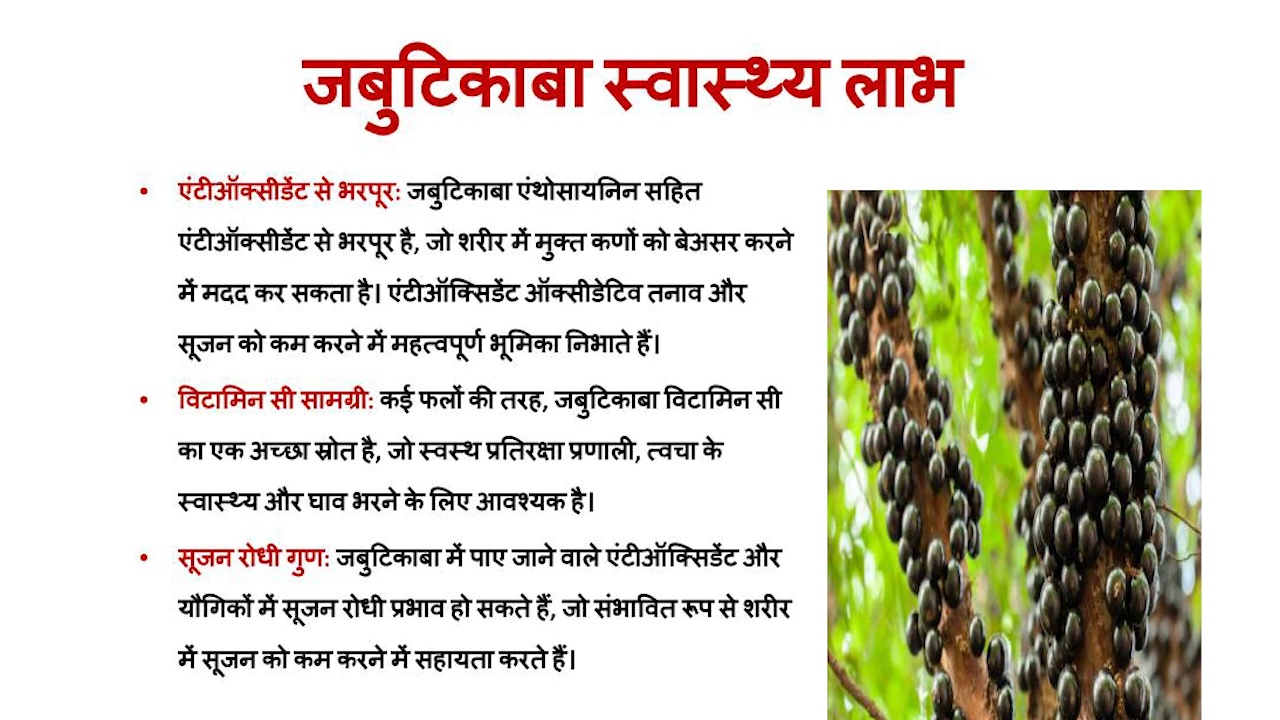 जबुटिकाबा स्वास्थ्य लाभ
• एंटीऑक्सीडेंट से भरपूर: जबुटिकाबा एंथोसायनिन सहित
एंटीऑक्सीडेंट से भरपूर है, जो शरीर में मुक्त कणों को बेअसर करने
में मदद कर सकता है। एंटीऑक्सिडेंट ऑक्सीडेटिव तनाव और
सूजन को कम करने में महत्वपूर्ण भूमिका निभाते हैं।
• विटामिन सी सामग्री: कई फलों की तरह, जबुटिकाबा विटामिन सी
का एक अच्छा स्रोत है, जो स्वस्थ प्रतिरक्षा प्रणाली, त्वचा के
स्वास्थ्य और घाव भरने के लिए आवश्यक है।
• सूजन रोधी गुण: जबुटिकाबा में पाए जाने वाले एंटीऑक्सिडेंट और
यौगिकों में सूजन रोधी प्रभाव हो सकते हैं, जो संभावित रूप से शरीर
में सूजन को कम करने में सहायता करते हैं।